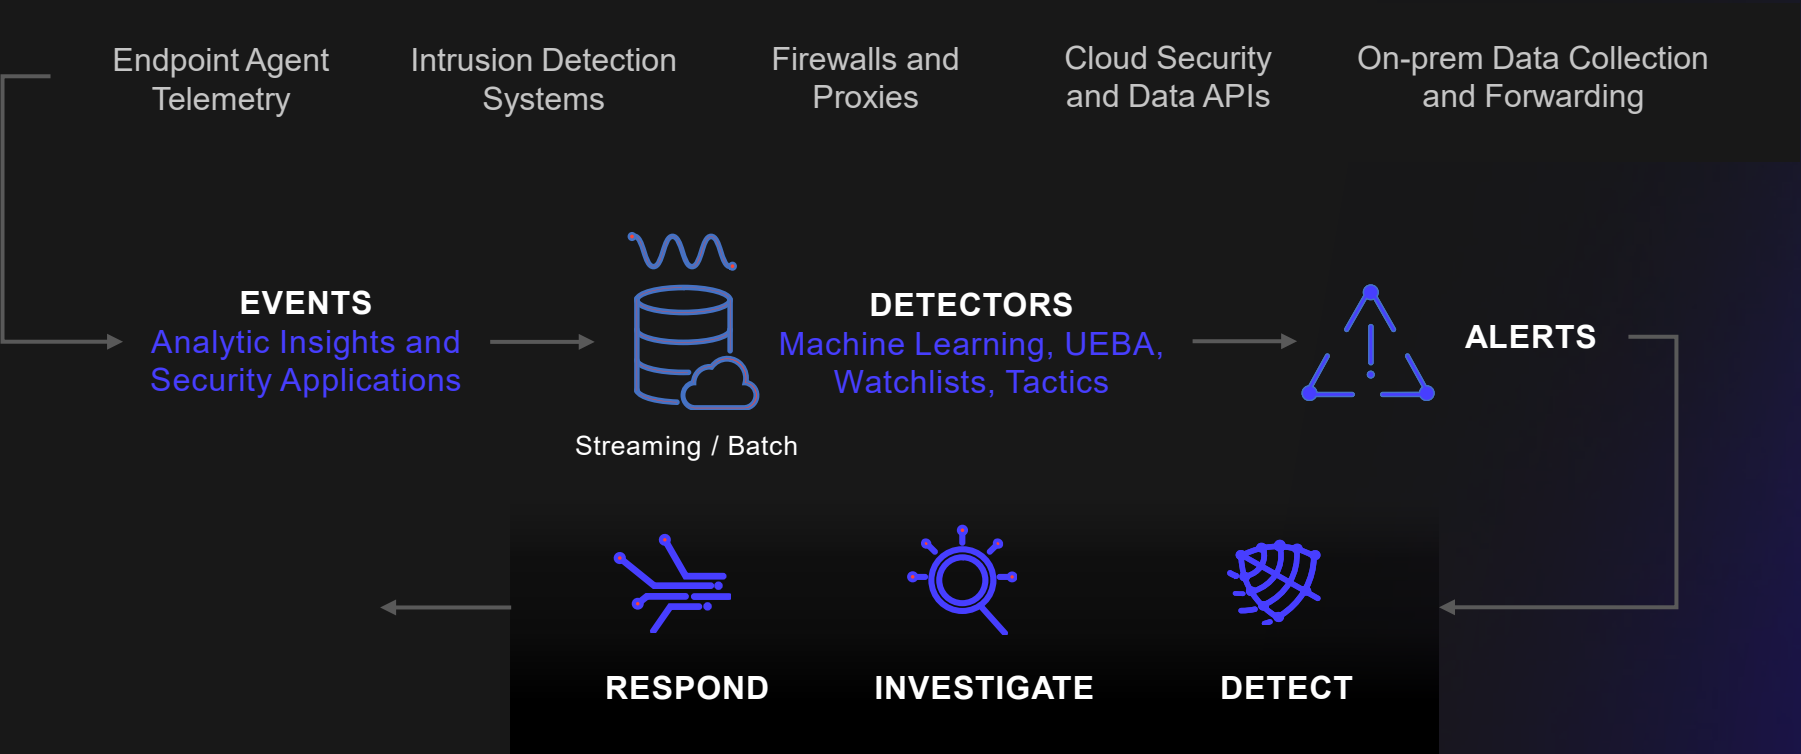 Endpoint Agent
Telemetry
Intrusion Detection
Systems
Firewalls and
Proxies
Cloud Security
and Data APIs
On-prem Data Collection
and Forwarding
EVENTS
Analytic Insights and
Security Applications
Streaming / Batch
DETECTORS
Machine Learning, UEBA,
Watchlists, Tactics
ALERTS
RESPOND
INVESTIGATE
DETECT